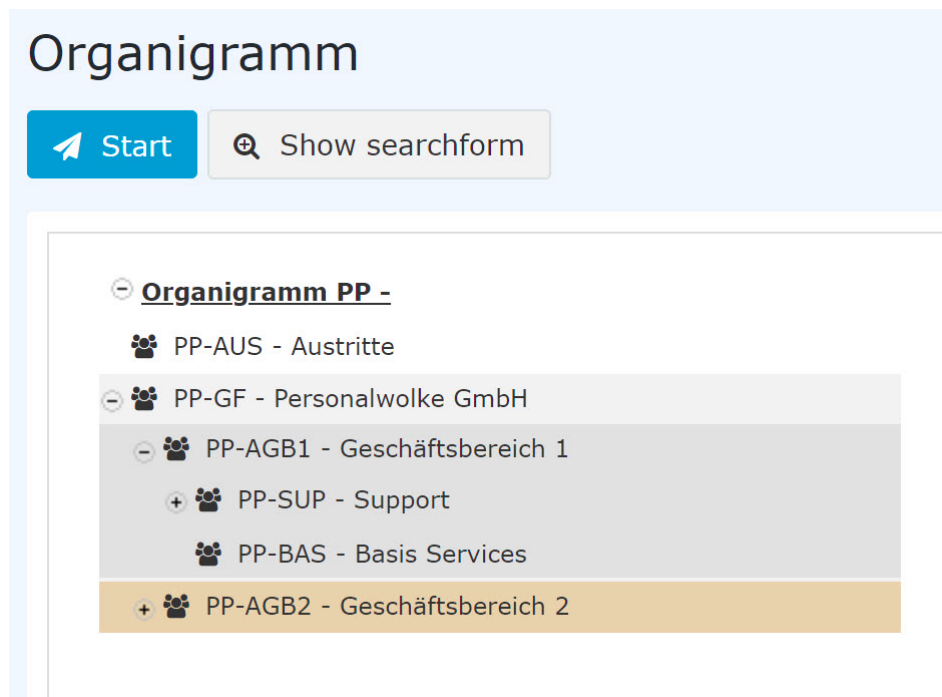 Organigramm
Start Show searchform
Organigramm PP -
PP-AUS - Austritte
PP-GF - Personalwolke GmbH
PP-AGB1 - Geschäftsbereich 1
PP-SUP - Support
PP-BAS - Basis Services
PP-AGB2 - Geschäftsbereich 2